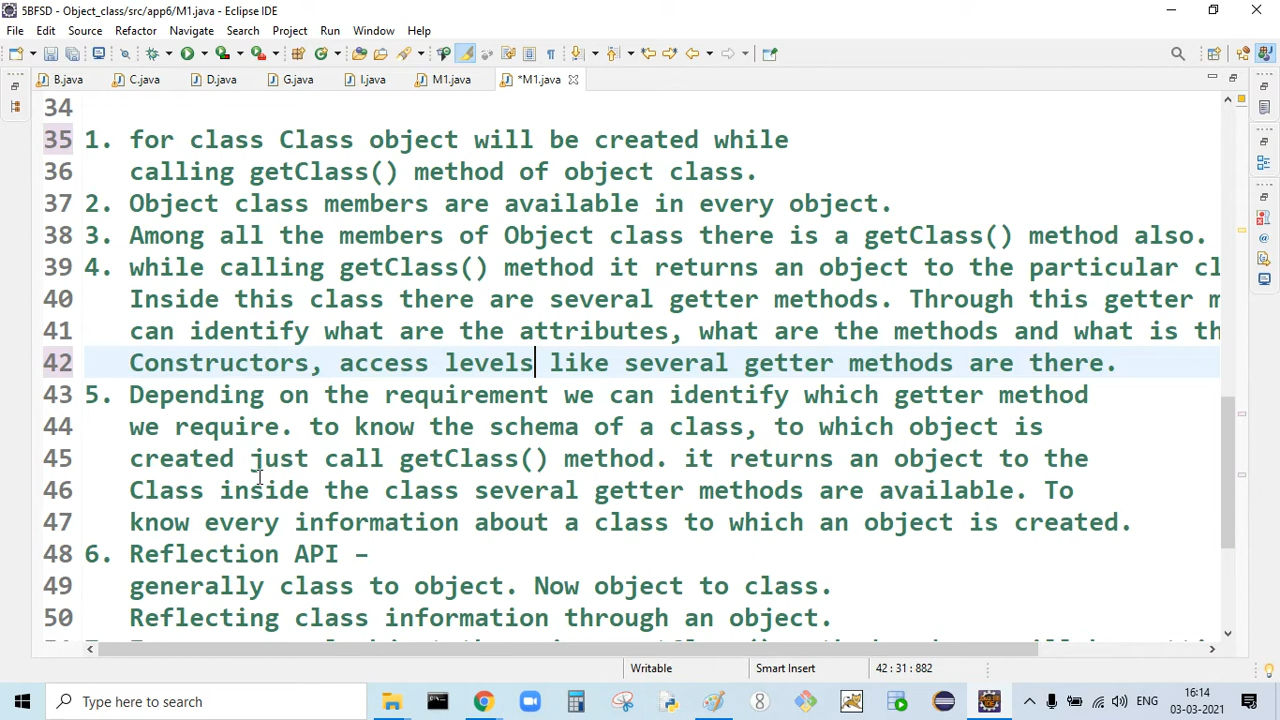 5BFSD - Object_class/src/app6/M1.java - Eclipse IDE
File Edit Source Refactor Navigate Search Project Run Window Help
B.java C.java D.java G.java I.java M1.java *M1.java
34
35 1. for class Class object will be created while
36 calling getClass() method of object class.
37 2. Object class members are available in every object.
38 3. Among all the members of Object class there is a getClass() method also.
39 4. while calling getClass() method it returns an object to the particular cl
40 Inside this class there are several getter methods. Through this getter m
41 can identify what are the attributes, what are the methods and what is th
42 Constructors, access levels like several getter methods are there.
43 5. Depending on the requirement we can identify which getter method
44 we require. to know the schema of a class, to which object is
45 created just call getClass() method. it returns an object to the
46 Class inside the class several getter methods are available. To
47 know every information about a class to which an object is created.
48 6. Reflection API –
49 generally class to object. Now object to class.
50 Reflecting class information through an object.
Writable Smart Insert 42 : 31 : 882
Type here to search
ENG 16:14
03-03-2021